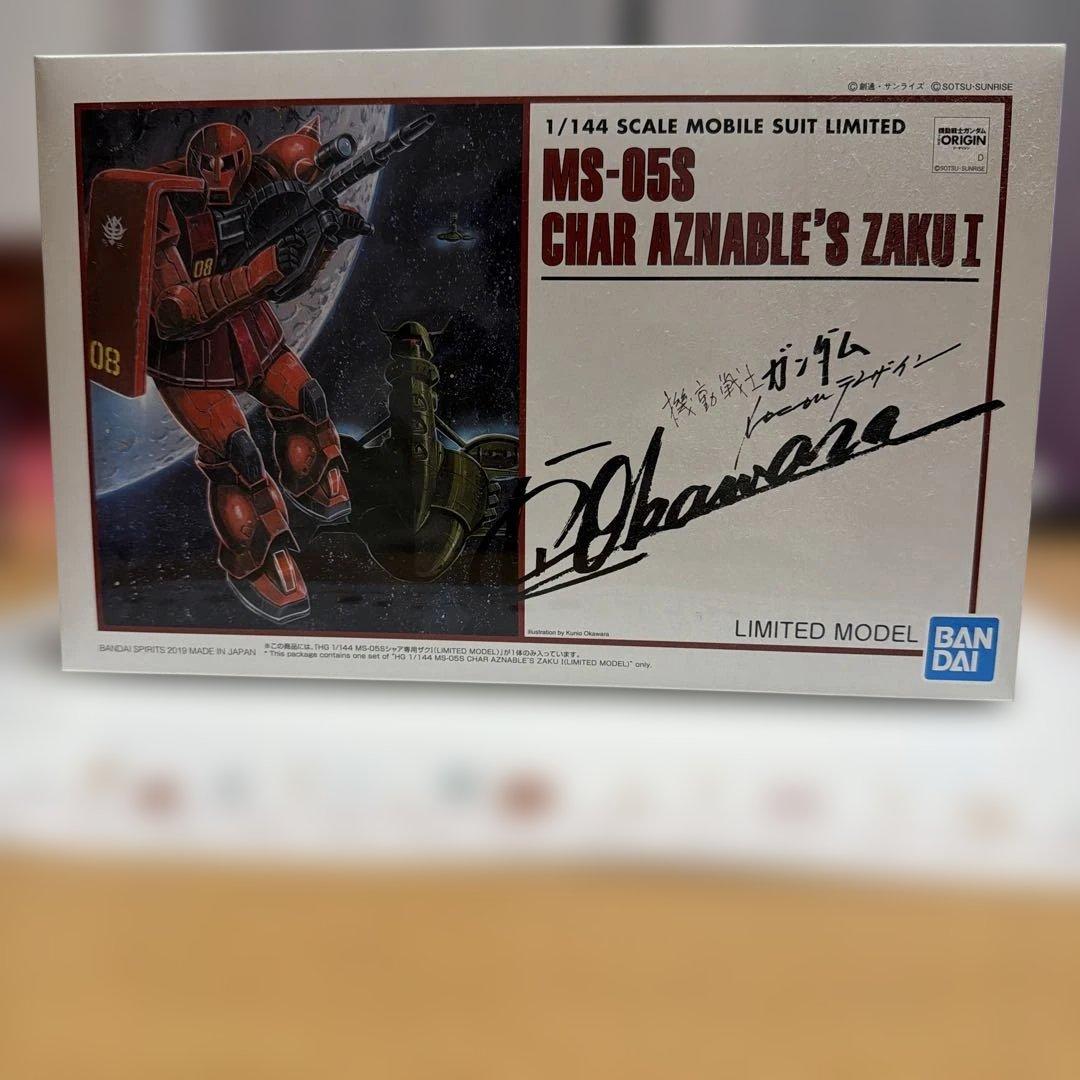 ©創通・サンライズ ©SOTSU·SUNRISE
1/144 SCALE MOBILE SUIT LIMITED
機動戦士ガンダム
THE ORIGIN
D
©SOTSU·SUNRISE
MS-05S
CHAR AZNABLE'S ZAKU I
08
08
機動戦士ガンダム
デザイン
Okawara
Illustration by Kunio Okawara
LIMITED MODEL
BAN
DAI
BANDAI SPIRITS 2019 MADE IN JAPAN
※この商品には、「HG 1/144 MS-05Sシャア専用ザクI(LIMITED MODEL)」が1体のみ入っています。
* This package contains one set of "HG 1/144 MS-05S CHAR AZNABLE'S ZAKU I(LIMITED MODEL)" only.